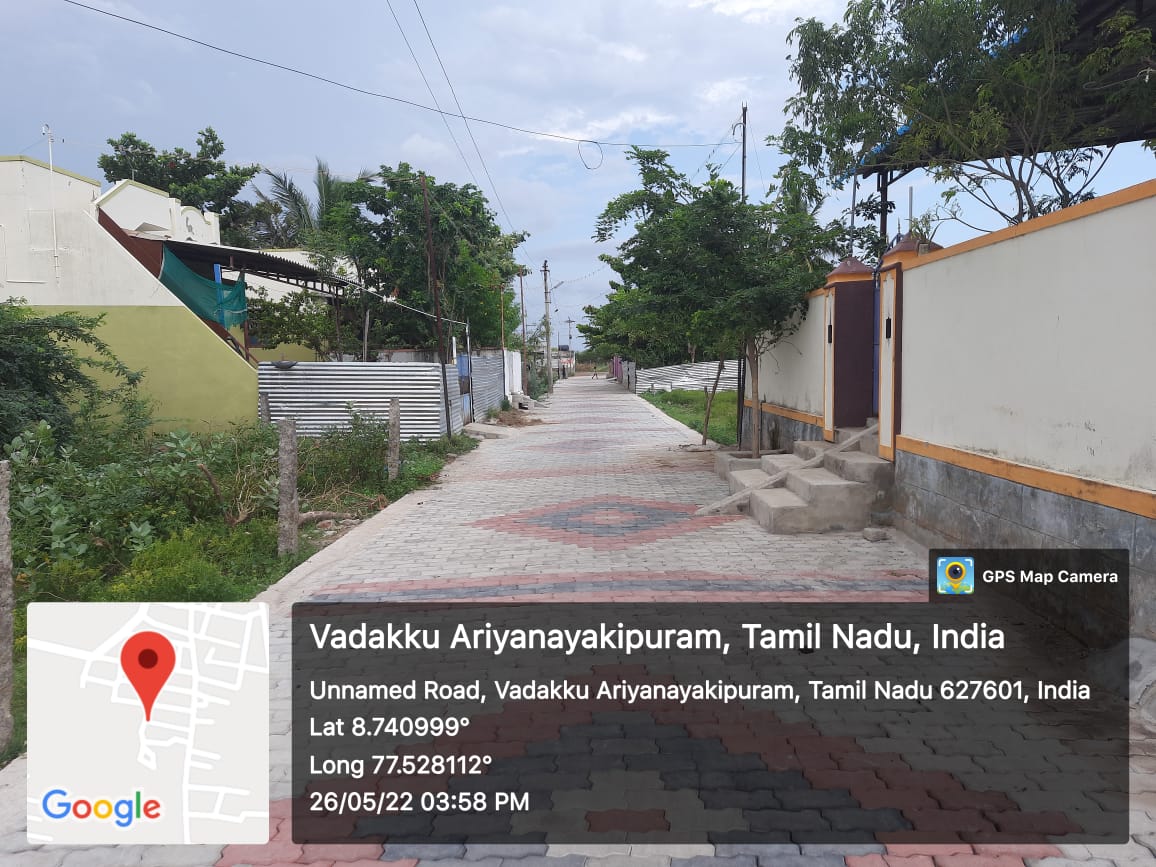 GPS Map Camera
Vadakku Ariyanayakipuram, Tamil Nadu, India
Unnamed Road, Vadakku Ariyanayakipuram, Tamil Nadu 627601, India
Lat 8.740999°
Long 77.528112°
26/05/22 03:58 PM
Google